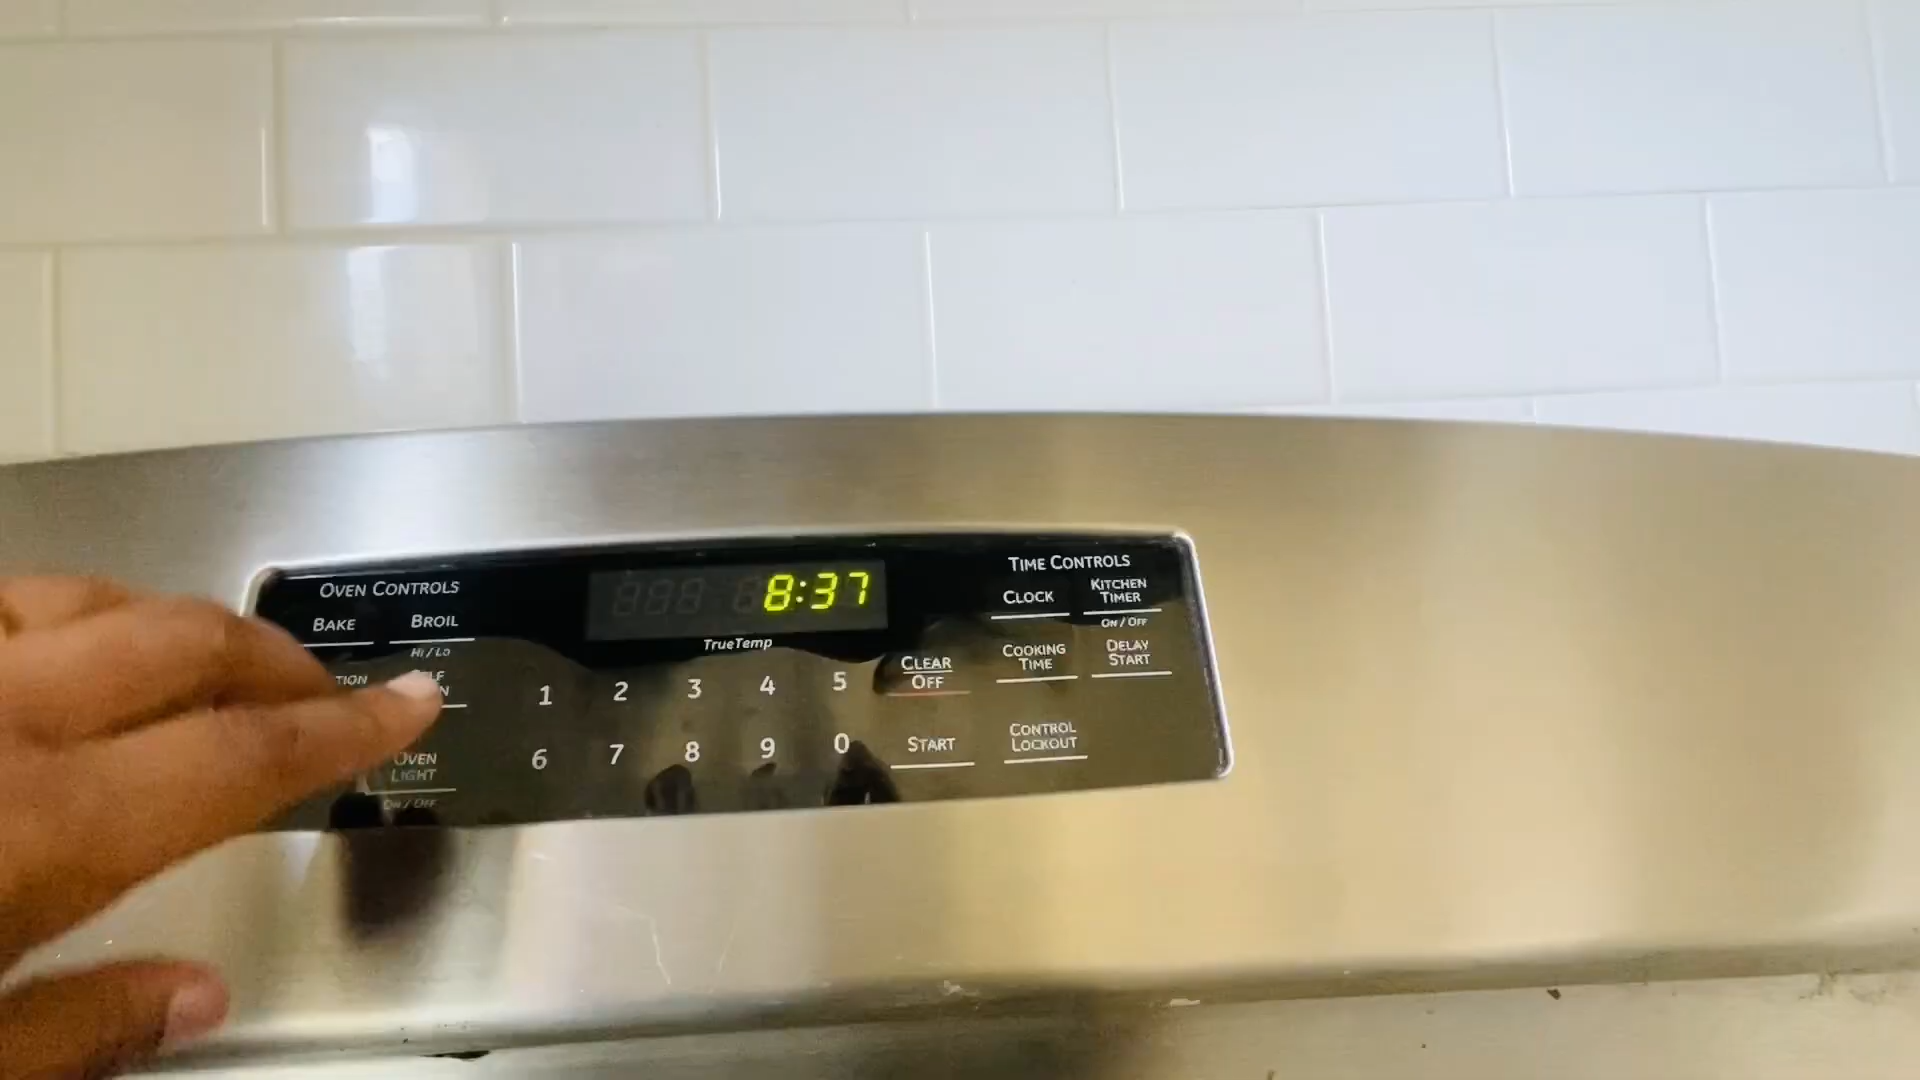 OVEN CONTROLS
BAKE
BROIL
HI / LO
TION
OVEN
LIGHT
ON / OFF
8:37
TrueTemp
1 2 3 4 5
6 7 8 9 0
CLEAR
OFF
START
TIME CONTROLS
CLOCK
KITCHEN
TIMER
ON / OFF
COOKING
TIME
DELAY
START
CONTROL
LOCKOUT